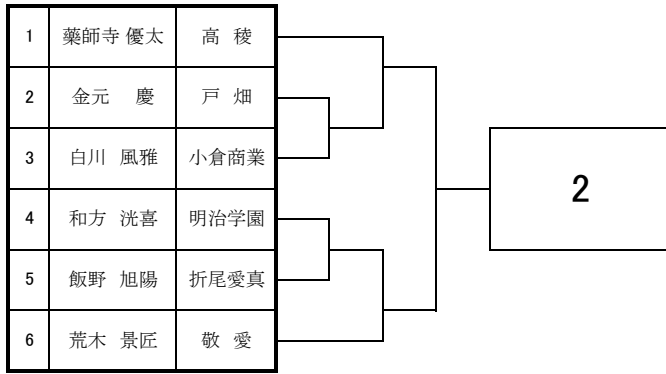 1 藥師寺 優太 高 稜
2 金元 慶 戸 畑
3 白川 風雅 小倉商業
2
4 和方 洸喜 明治学園
5 飯野 旭陽 折尾愛真
6 荒木 景匠 敬 愛